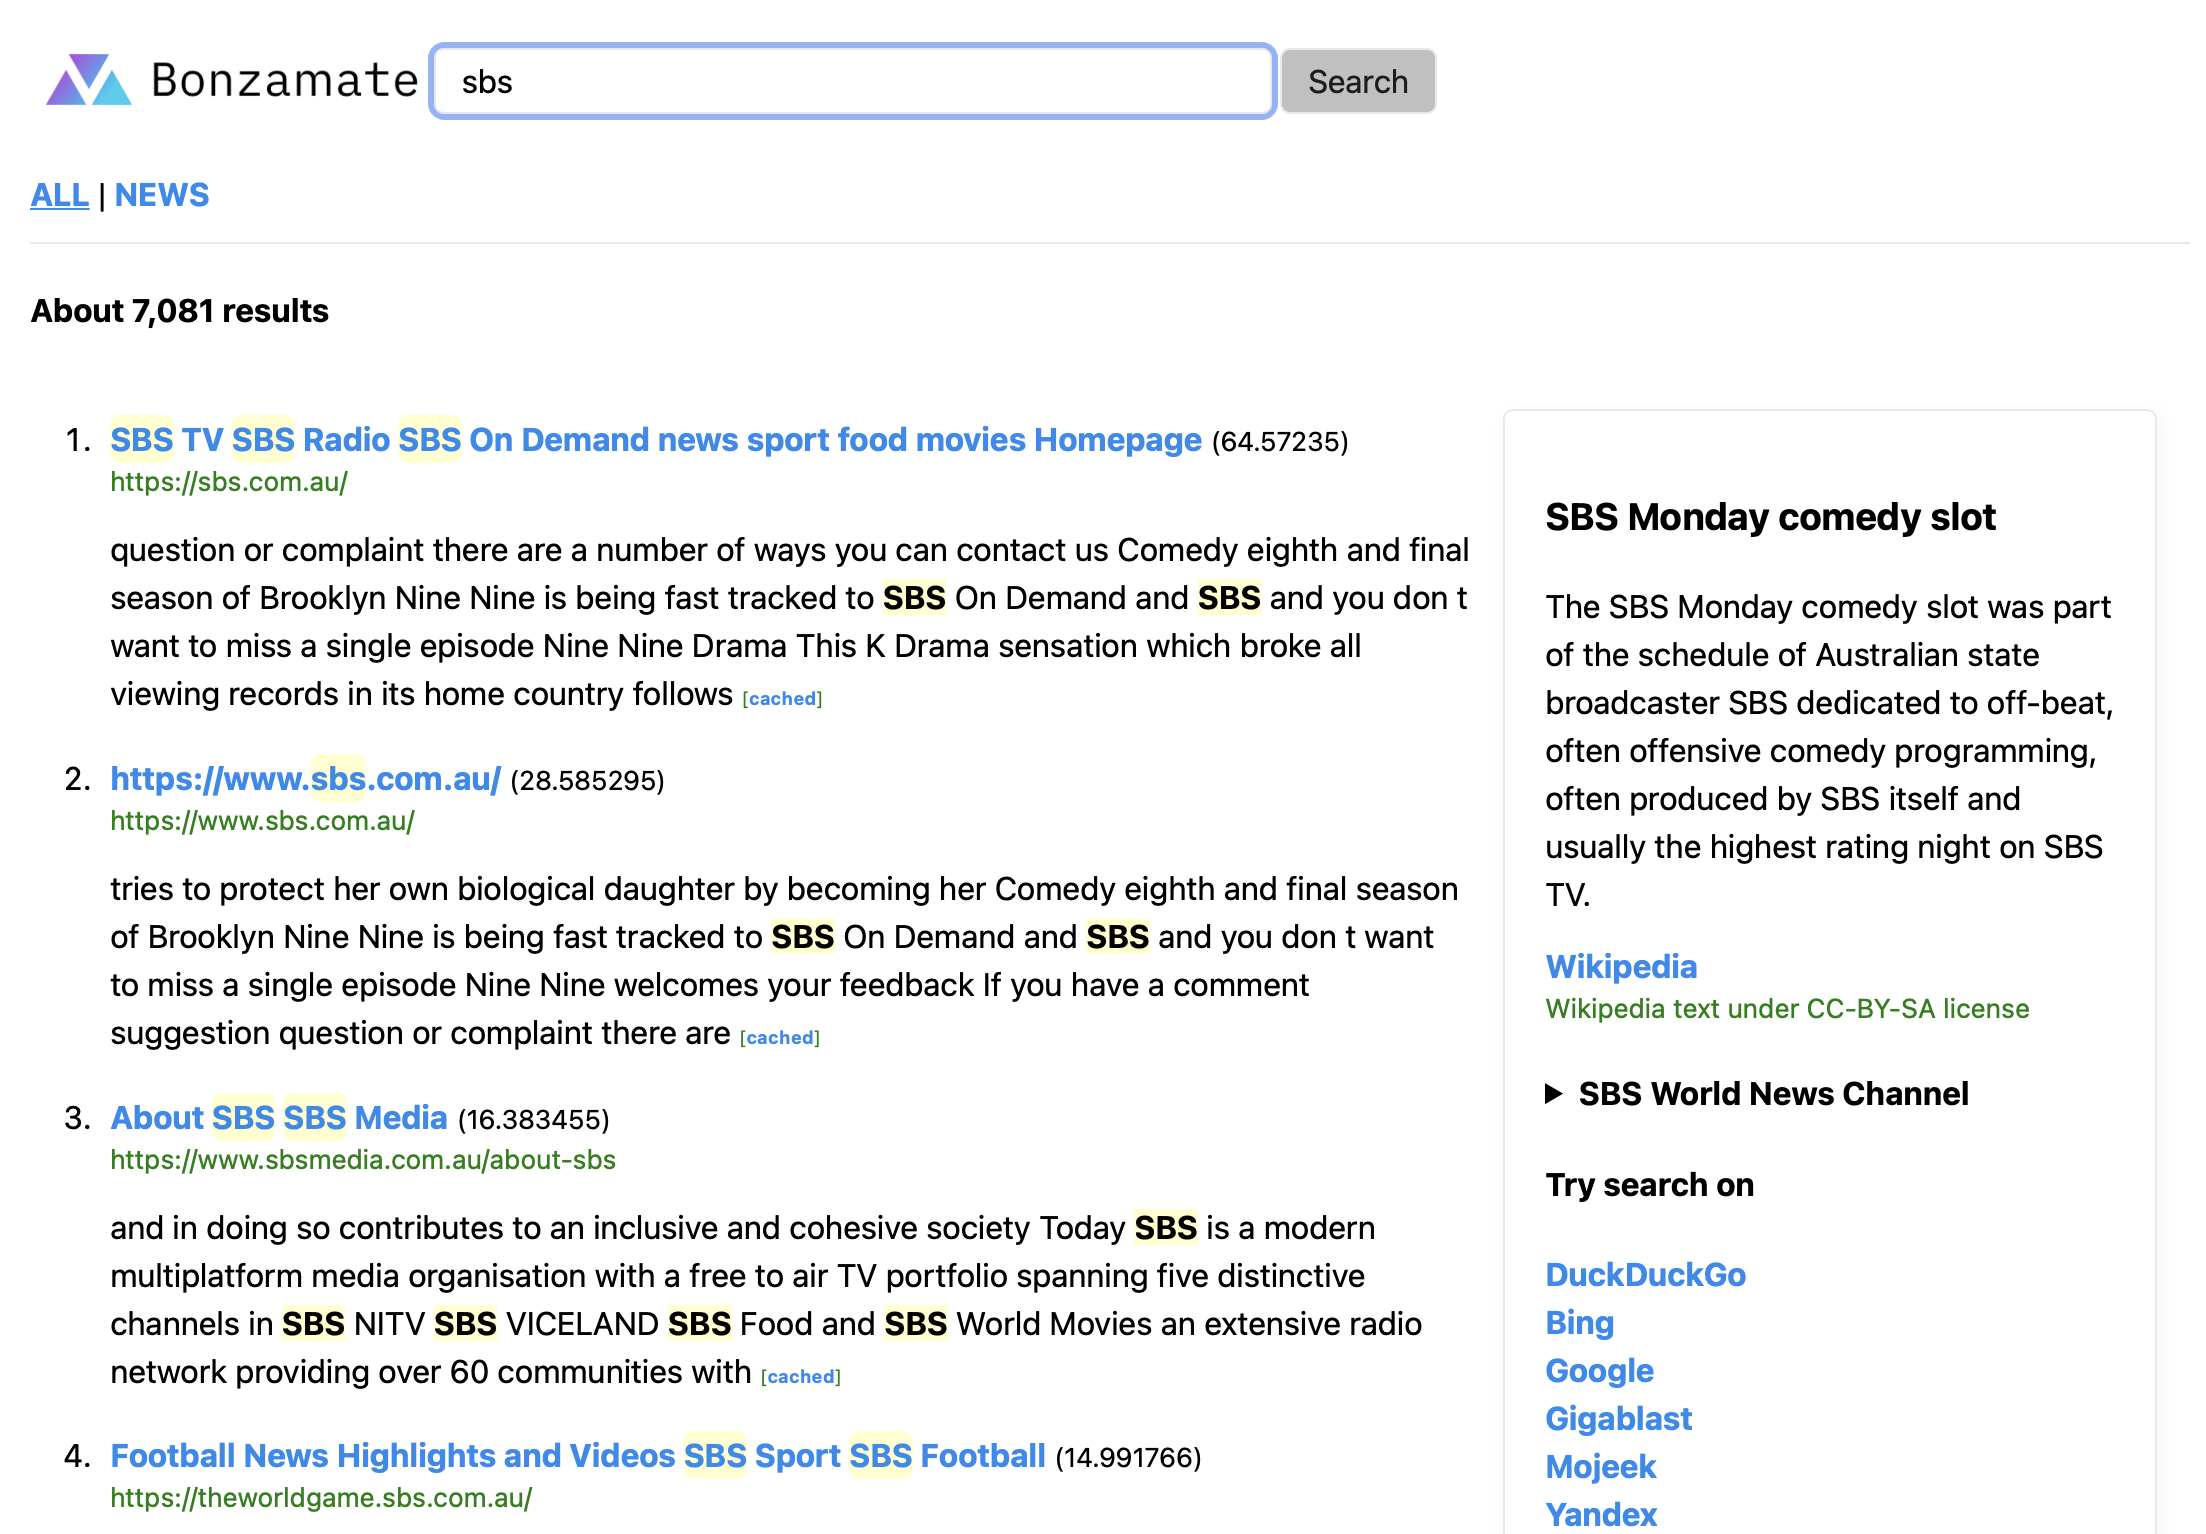 Bonzamate
sbs
Search
ALL | NEWS
About 7,081 results
1. SBS TV SBS Radio SBS On Demand news sport food movies Homepage (64.57235)
https://sbs.com.au/
question or complaint there are a number of ways you can contact us Comedy eighth and final
season of Brooklyn Nine Nine is being fast tracked to SBS On Demand and SBS and you don t
want to miss a single episode Nine Nine Drama This K Drama sensation which broke all
viewing records in its home country follows [cached]
2. https://www.sbs.com.au/ (28.585295)
https://www.sbs.com.au/
tries to protect her own biological daughter by becoming her Comedy eighth and final season
of Brooklyn Nine Nine is being fast tracked to SBS On Demand and SBS and you don t want
to miss a single episode Nine Nine welcomes your feedback If you have a comment
suggestion question or complaint there are [cached]
3. About SBS SBS Media (16.383455)
https://www.sbsmedia.com.au/about-sbs
and in doing so contributes to an inclusive and cohesive society Today SBS is a modern
multiplatform media organisation with a free to air TV portfolio spanning five distinctive
channels in SBS NITV SBS VICELAND SBS Food and SBS World Movies an extensive radio
network providing over 60 communities with [cached]
4. Football News Highlights and Videos SBS Sport SBS Football (14.991766)
https://theworldgame.sbs.com.au/
SBS Monday comedy slot
The SBS Monday comedy slot was part
of the schedule of Australian state
broadcaster SBS dedicated to off-beat,
often offensive comedy programming,
often produced by SBS itself and
usually the highest rating night on SBS
TV.
Wikipedia
Wikipedia text under CC-BY-SA license
SBS World News Channel
Try search on
DuckDuckGo
Bing
Google
Gigablast
Mojeek
Yandex